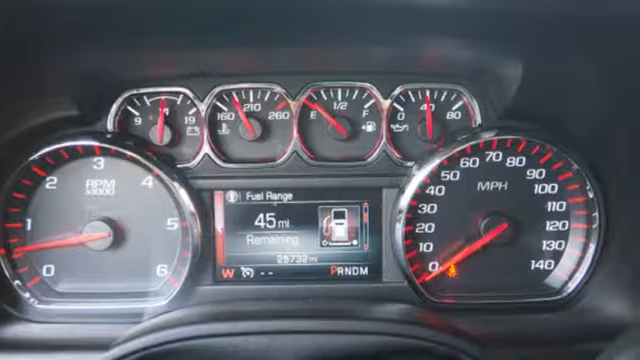 9 14 19
160 210 260
E 1/2 F
0 40 80
RPM
x1000
0 1 2 3 4 5 6
Fuel Range
45 mi
Remaining
25732 mi
W -- PRNDM
0 10 20 30 40 50 60 70 80 90 100 110 120 130 140
MPH